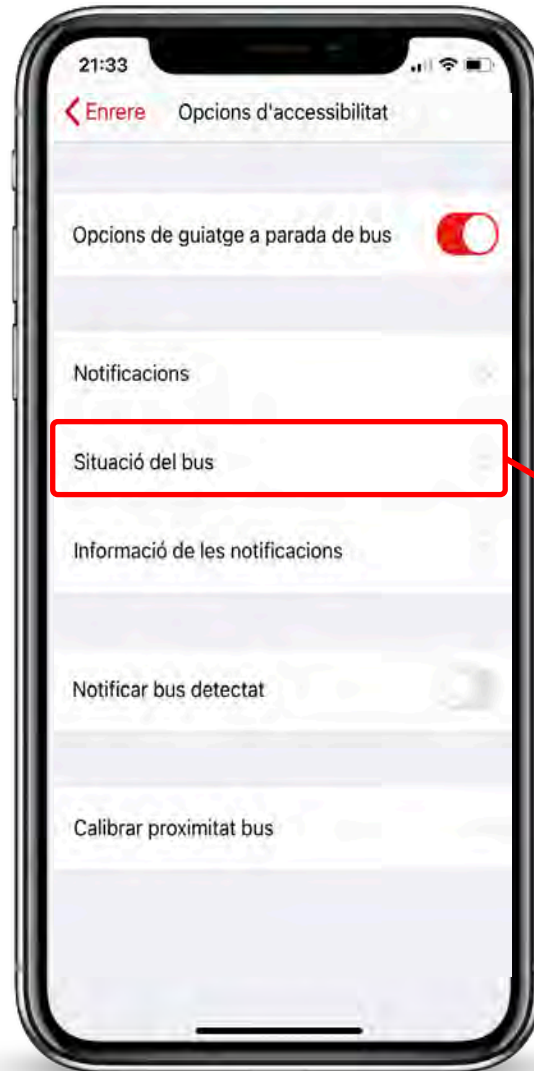 21:33
Enrere Opcions d'accessibilitat
Opcions de guiatge a parada de bus
Notificacions
Situació del bus
Informació de les notificacions
Notificar bus detectat
Calibrar proximitat bus